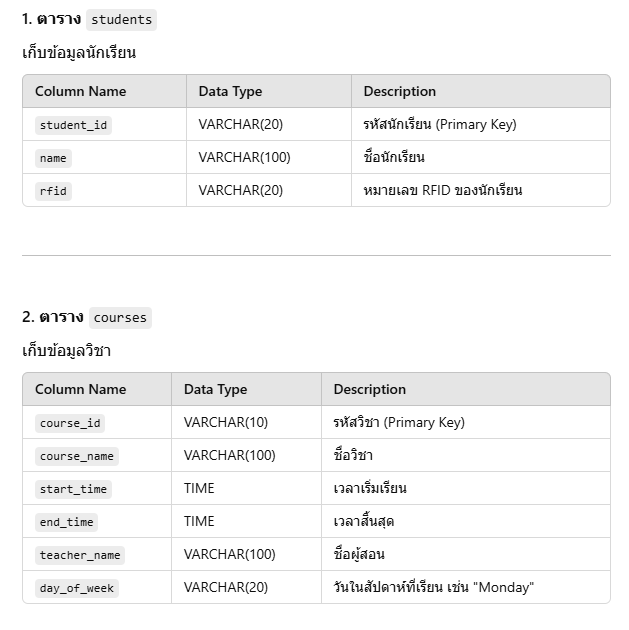 1. ตาราง students
เก็บข้อมูลนักเรียน
Column Name Data Type Description
student_id VARCHAR(20) รหัสนักเรียน (Primary Key)
name VARCHAR(100) ชื่อนักเรียน
rfid VARCHAR(20) หมายเลข RFID ของนักเรียน
2. ตาราง courses
เก็บข้อมูลวิชา
Column Name Data Type Description
course_id VARCHAR(10) รหัสวิชา (Primary Key)
course_name VARCHAR(100) ชื่อวิชา
start_time TIME เวลาเริ่มเรียน
end_time TIME เวลาสิ้นสุด
teacher_name VARCHAR(100) ชื่อผู้สอน
day_of_week VARCHAR(20) วันในสัปดาห์ที่เรียน เช่น "Monday"